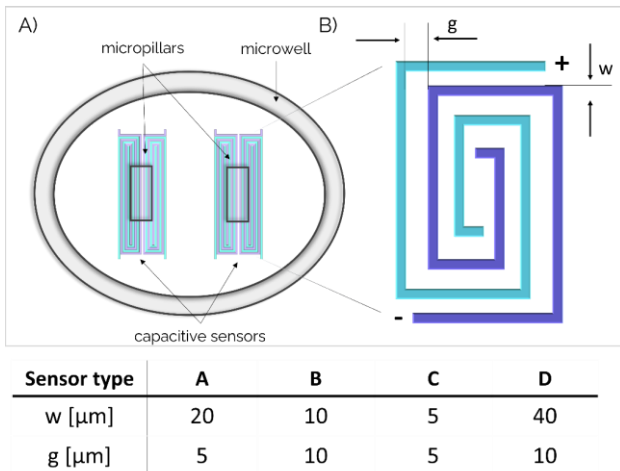 A)
micropillars
microwell
capacitive sensors
B)
g
+
w
-
Sensor type A B C D
w [µm] 20 10 5 40
g [µm] 5 10 5 10